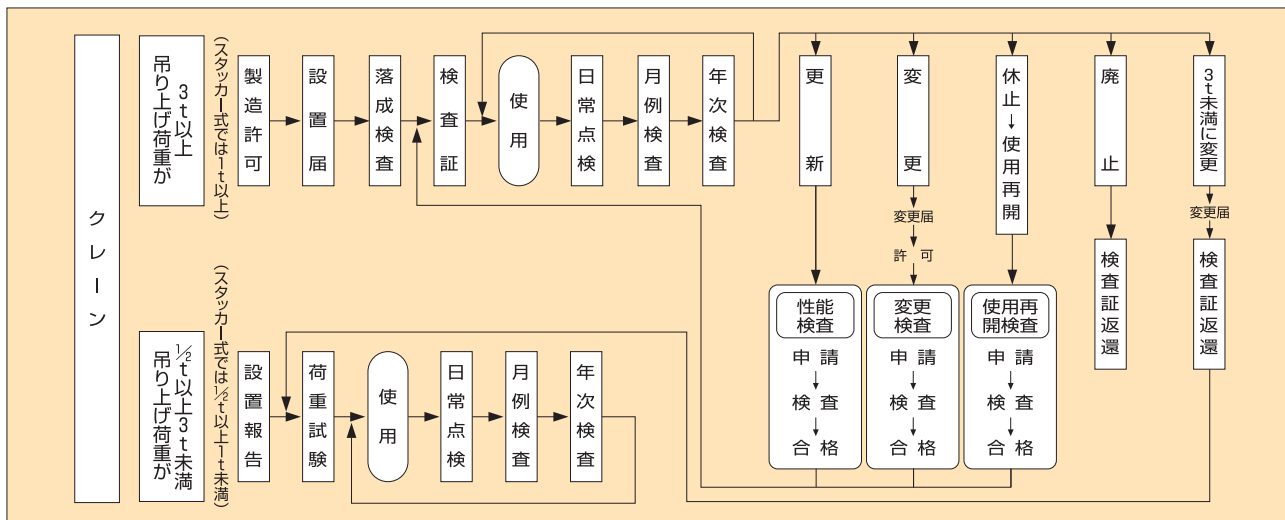 クレーン
吊り上げ荷重が
3t以上
(スタッカー式では1t以上)
製造許可
設置届
落成検査
検査証
使用
日常点検
月例検査
年次検査
更新
変更
休止→使用再開
廃止
3t未満に変更
変更届
許可
変更届
検査証返還
検査証返還
性能
検査
申請
検査
合格
変更
検査
申請
検査
合格
使用再
開検査
申請
検査
合格
吊り上げ荷重が
1/2t以上3t未満
(スタッカー式では1/2t以上1t未満)
設置報告
荷重試験
使用
日常点検
月例検査
年次検査